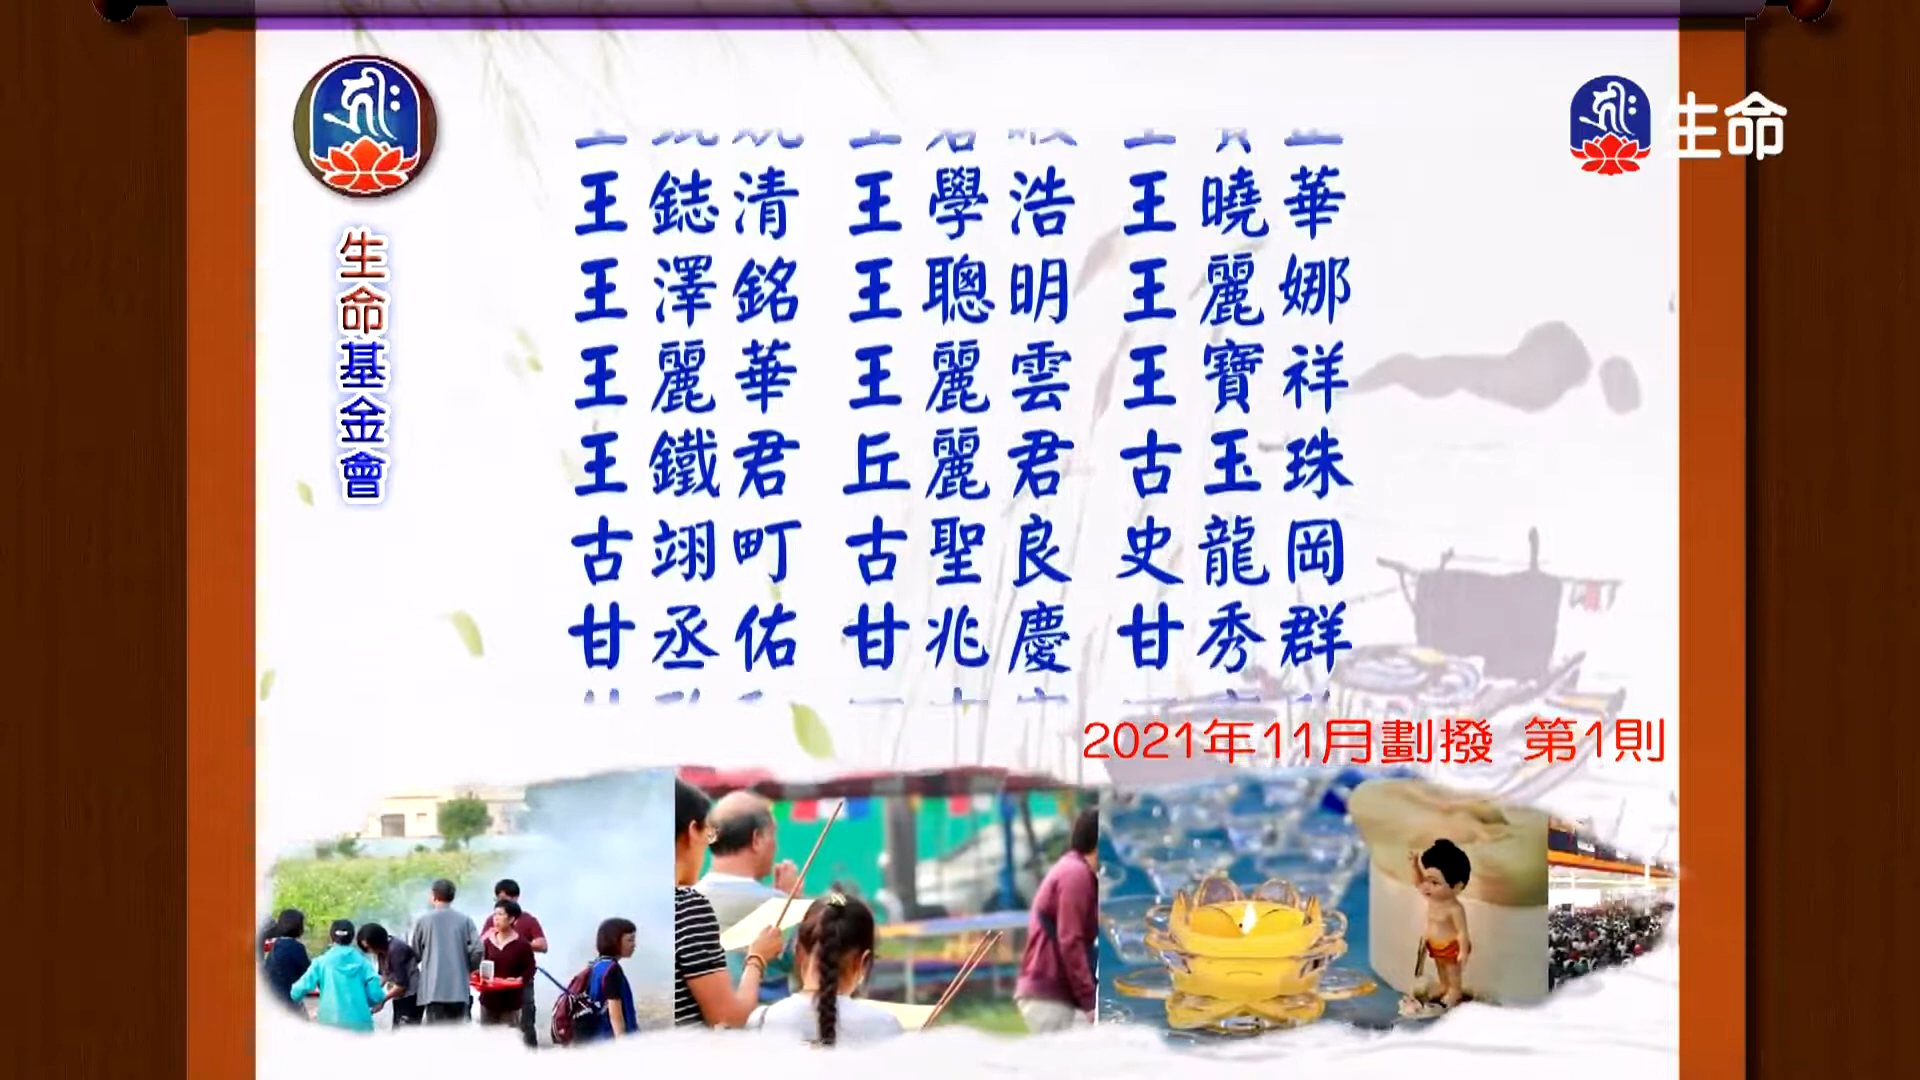 生命
生命基金會
王鋕清 王學浩 王曉華
王澤銘 王聰明 王麗娜
王麗華 王麗雲 王寶祥
王鐵君 丘麗君 古玉珠
古翊町 古聖良 史龍岡
甘丞佑 甘兆慶 甘秀群
2021年11月劃撥 第1則